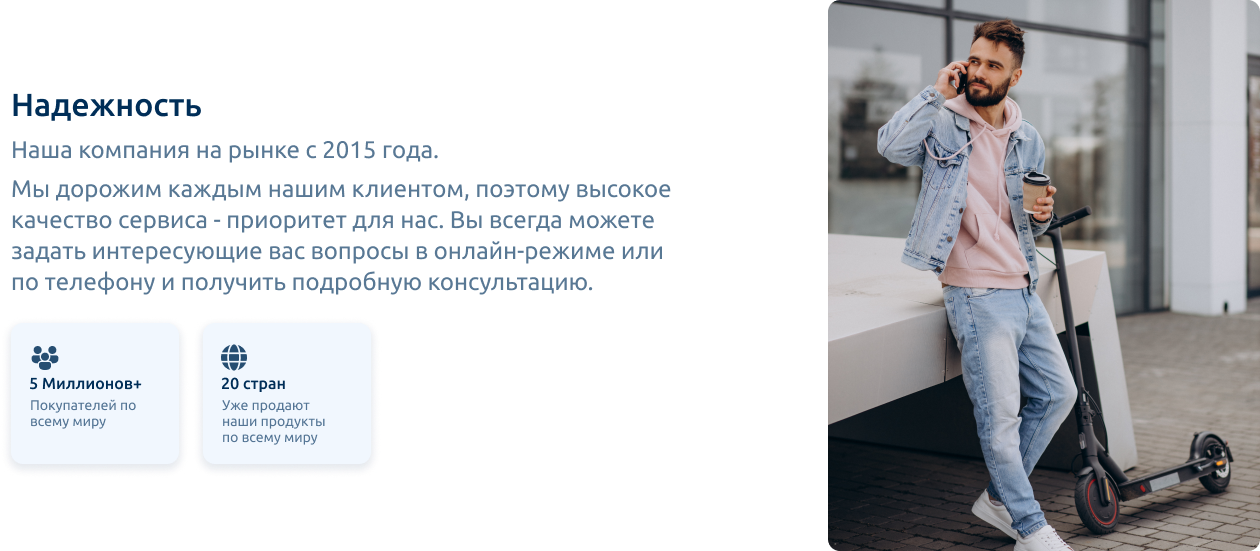 Надежность
Наша компания на рынке с 2015 года.
Мы дорожим каждым нашим клиентом, поэтому высокое
качество сервиса - приоритет для нас. Вы всегда можете
задать интересующие вас вопросы в онлайн-режиме или
по телефону и получить подробную консультацию.
5 Миллионов+
Покупателей по
всему миру
20 стран
Уже продают
наши продукты
по всему миру